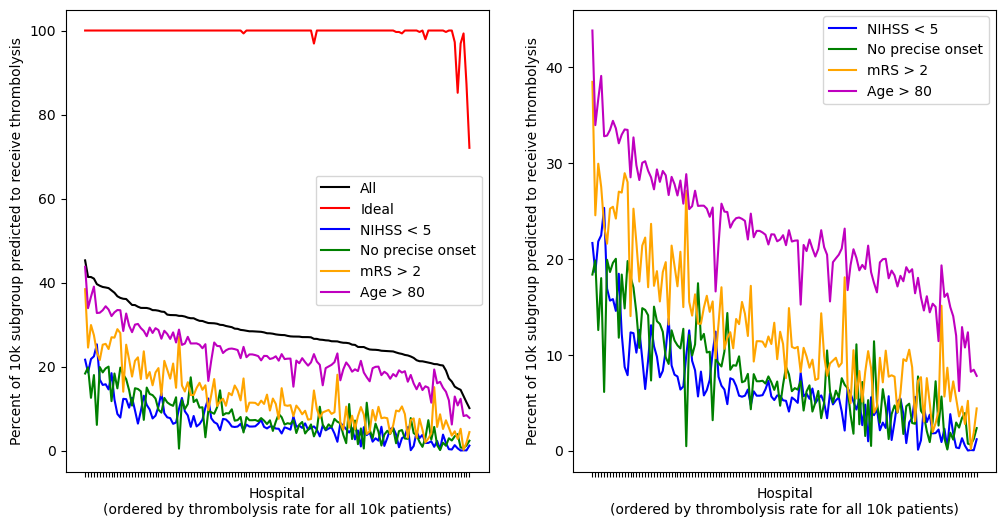 Percent of 10k subgroup predicted to receive thrombolysis
100
80
60
40
20
0
All
Ideal
NIHSS < 5
No precise onset
mRS > 2
Age > 80
Hospital
(ordered by thrombolysis rate for all 10k patients)
Percent of 10k subgroup predicted to receive thrombolysis
40
30
20
10
0
NIHSS < 5
No precise onset
mRS > 2
Age > 80
Hospital
(ordered by thrombolysis rate for all 10k patients)